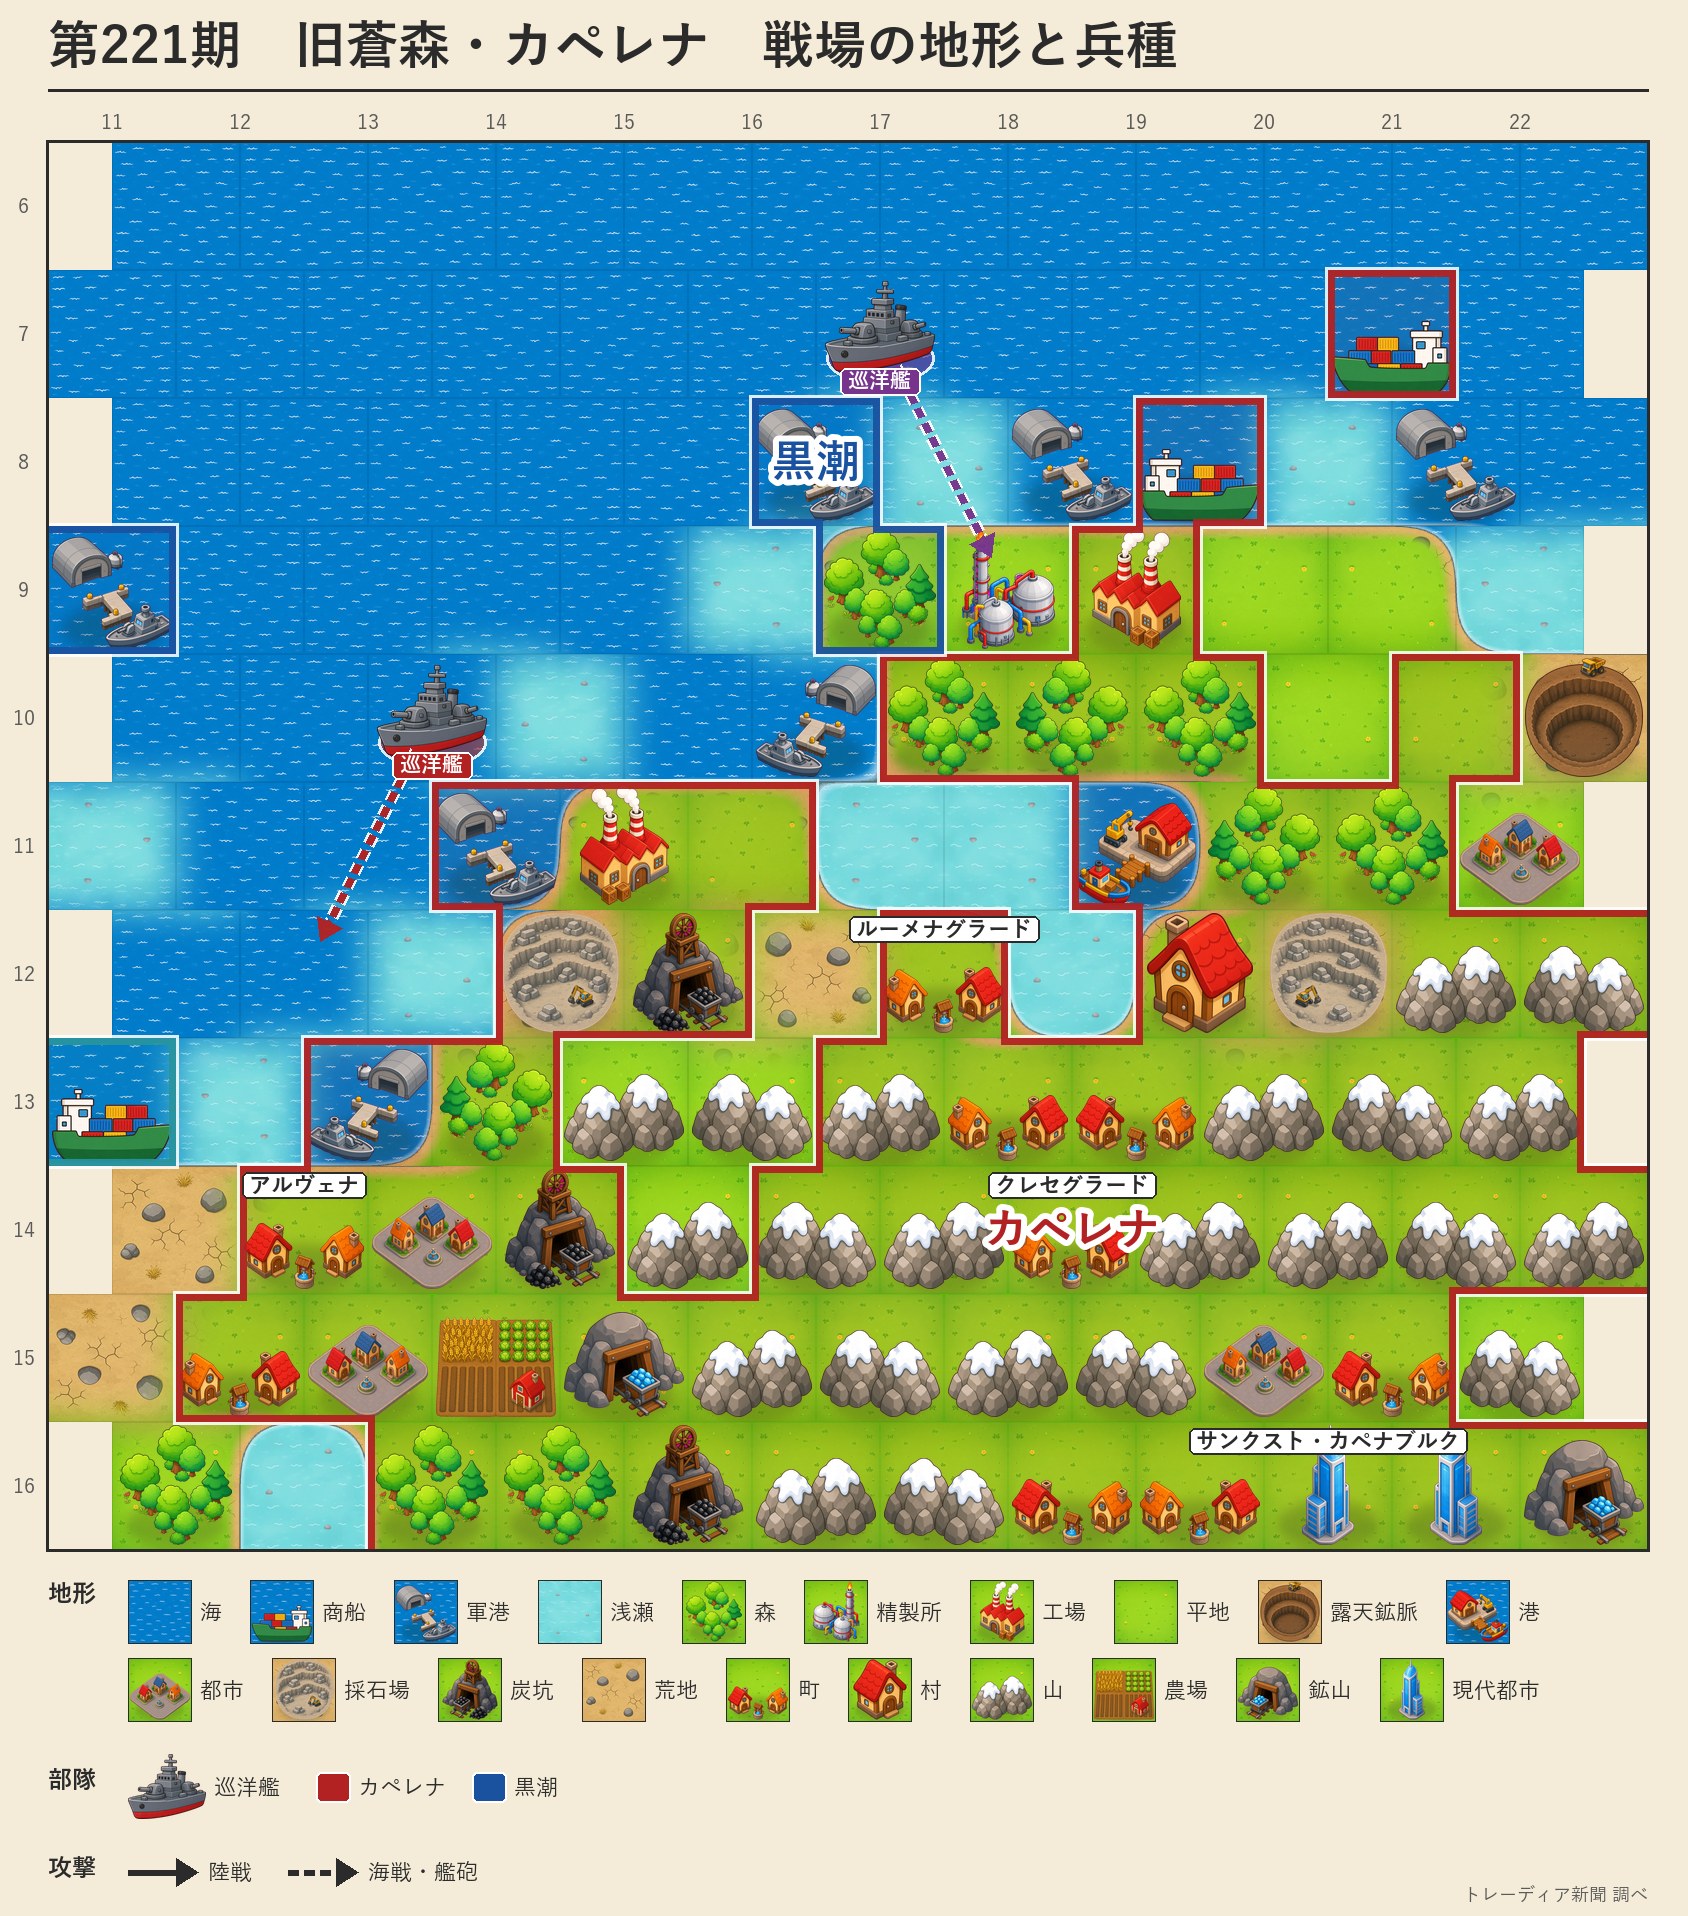 第221期　旧蒼森・カペレナ　戦場の地形と兵種
11 12 13 14 15 16 17 18 19 20 21 22
6
7
巡洋艦
8
黒潮
9
10
巡洋艦
11
ルーメナグラード
12
13
アルヴェナ
クレセグラード
14
カペレナ
15
サンクスト・カペナブルク
16
地形 海 商船 軍港 浅瀬 森 精製所 工場 平地 露天鉱脈 港
都市 採石場 炭坑 荒地 町 村 山 農場 鉱山 現代都市
部隊 巡洋艦 カペレナ 黒潮
攻撃 陸戦 海戦・艦砲
トレーディア新聞 調べ